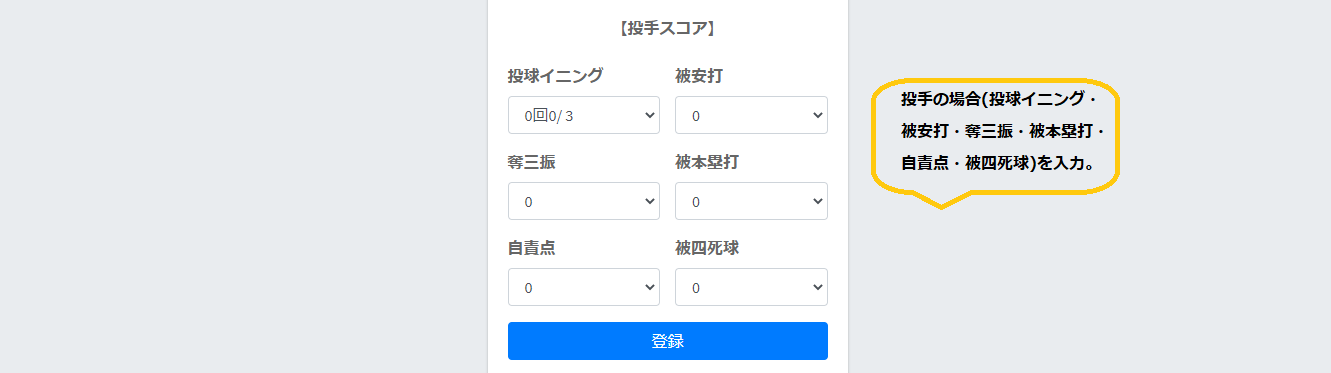 【投手スコア】
投球イニング
被安打
0回0/ 3
0
奪三振
被本塁打
0
0
自責点
被四死球
0
0
登録
投手の場合(投球イニング・
被安打・奪三振・被本塁打・
自責点・被四死球)を入力。